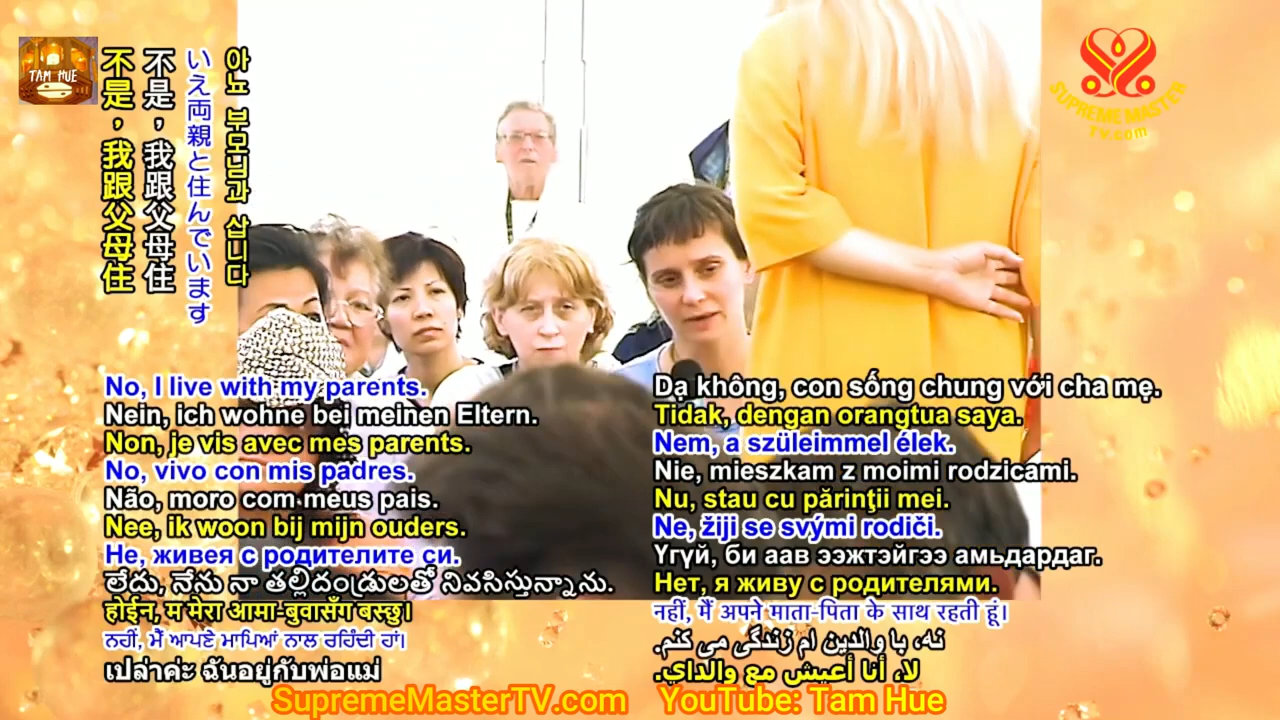 TAM HUE
不是，我跟父母住
不是，我跟父母住
いえ両親と住んでいます
아뇨 부모님과 삽니다
SUPREME MASTER
TV.com
No, I live with my parents.
Nein, ich wohne bei meinen Eltern.
Non, je vis avec mes parents.
No, vivo con mis padres.
Não, moro com meus pais.
Nee, ik woon bij mijn ouders.
Не, живея с родителите си.
లేదు, నేను నా తల్లిదండ్రులతో నివసిస్తున్నాను.
होईन, म मेरा आमा-बुवासँग बस्छु।
ਨਹੀਂ, ਮੈਂ ਆਪਣੇ ਮਾਪਿਆਂ ਨਾਲ ਰਹਿੰਦੀ ਹਾਂ।
เปล่าค่ะ ฉันอยู่กับพ่อแม่
Dạ không, con sống chung với cha mẹ.
Tidak, dengan orangtua saya.
Nem, a szüleimmel élek.
Nie, mieszkam z moimi rodzicami.
Nu, stau cu părinţii mei.
Ne, žiji se svými rodiči.
Үгүй, би аав ээжтэйгээ амьдардаг.
Нет, я живу с родителями.
नहीं, मैं अपने माता-पिता के साथ रहती हूं।
نه، با والدین ام زندگی می کنم.
لا، أنا أعيش مع والداي.
SupremeMasterTV.com YouTube: Tam Hue